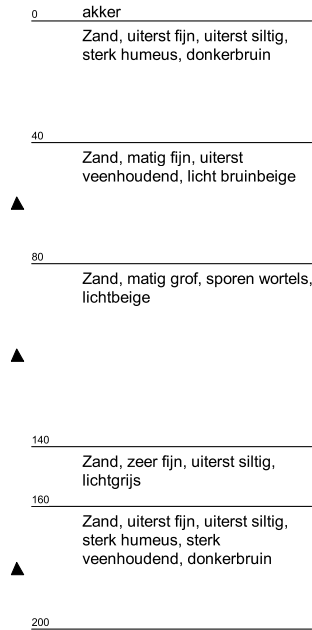 0 akker
Zand, uiterst fijn, uiterst siltig,
sterk humeus, donkerbruin
40
Zand, matig fijn, uiterst
veenhoudend, licht bruinbeige
80
Zand, matig grof, sporen wortels,
lichtbeige
140
Zand, zeer fijn, uiterst siltig,
lichtgrijs
160
Zand, uiterst fijn, uiterst siltig,
sterk humeus, sterk
veenhoudend, donkerbruin
200